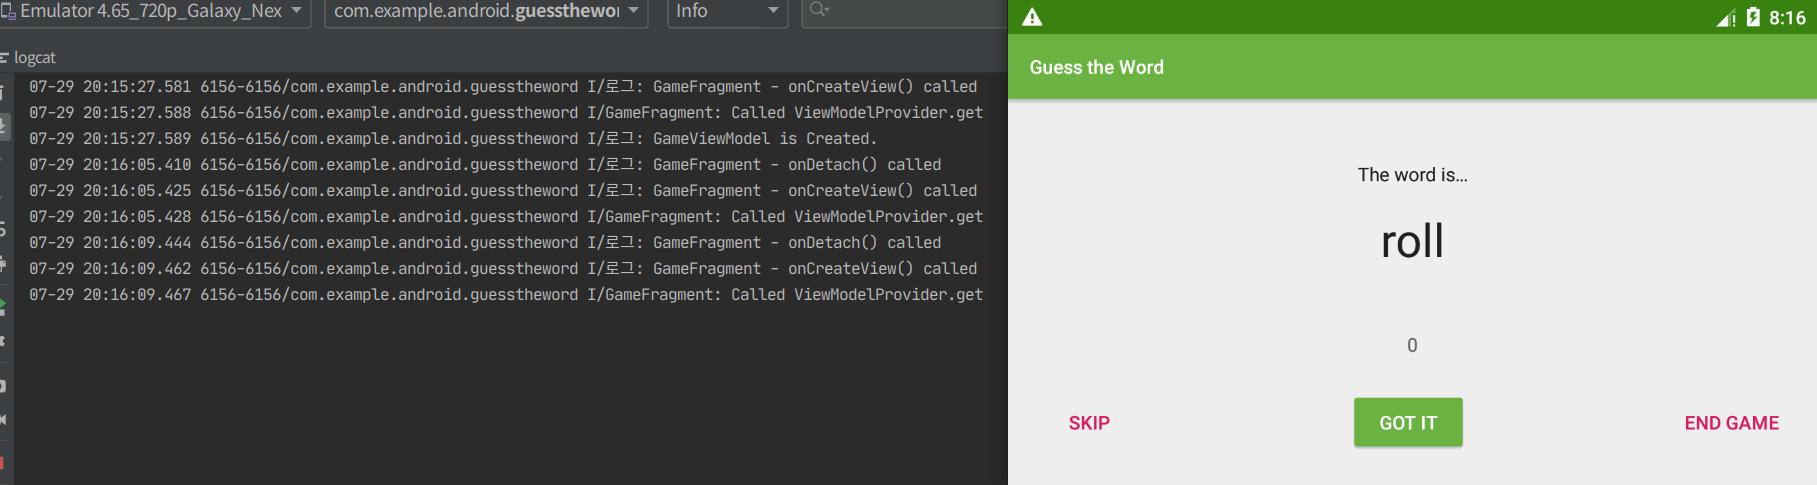 Emulator 4.65_720p_Galaxy_Nex
com.example.android.guessthewor
Info
logcat
07-29 20:15:27.581 6156-6156/com.example.android.guesstheword I/로그: GameFragment - onCreateView() called
07-29 20:15:27.588 6156-6156/com.example.android.guesstheword I/GameFragment: Called ViewModelProvider.get
07-29 20:15:27.589 6156-6156/com.example.android.guesstheword I/로그: GameViewModel is Created.
07-29 20:16:05.410 6156-6156/com.example.android.guesstheword I/로그: GameFragment - onDetach() called
07-29 20:16:05.425 6156-6156/com.example.android.guesstheword I/로그: GameFragment - onCreateView() called
07-29 20:16:05.428 6156-6156/com.example.android.guesstheword I/GameFragment: Called ViewModelProvider.get
07-29 20:16:09.444 6156-6156/com.example.android.guesstheword I/로그: GameFragment - onDetach() called
07-29 20:16:09.462 6156-6156/com.example.android.guesstheword I/로그: GameFragment - onCreateView() called
07-29 20:16:09.467 6156-6156/com.example.android.guesstheword I/GameFragment: Called ViewModelProvider.get
8:16
Guess the Word
The word is...
roll
0
SKIP
GOT IT
END GAME